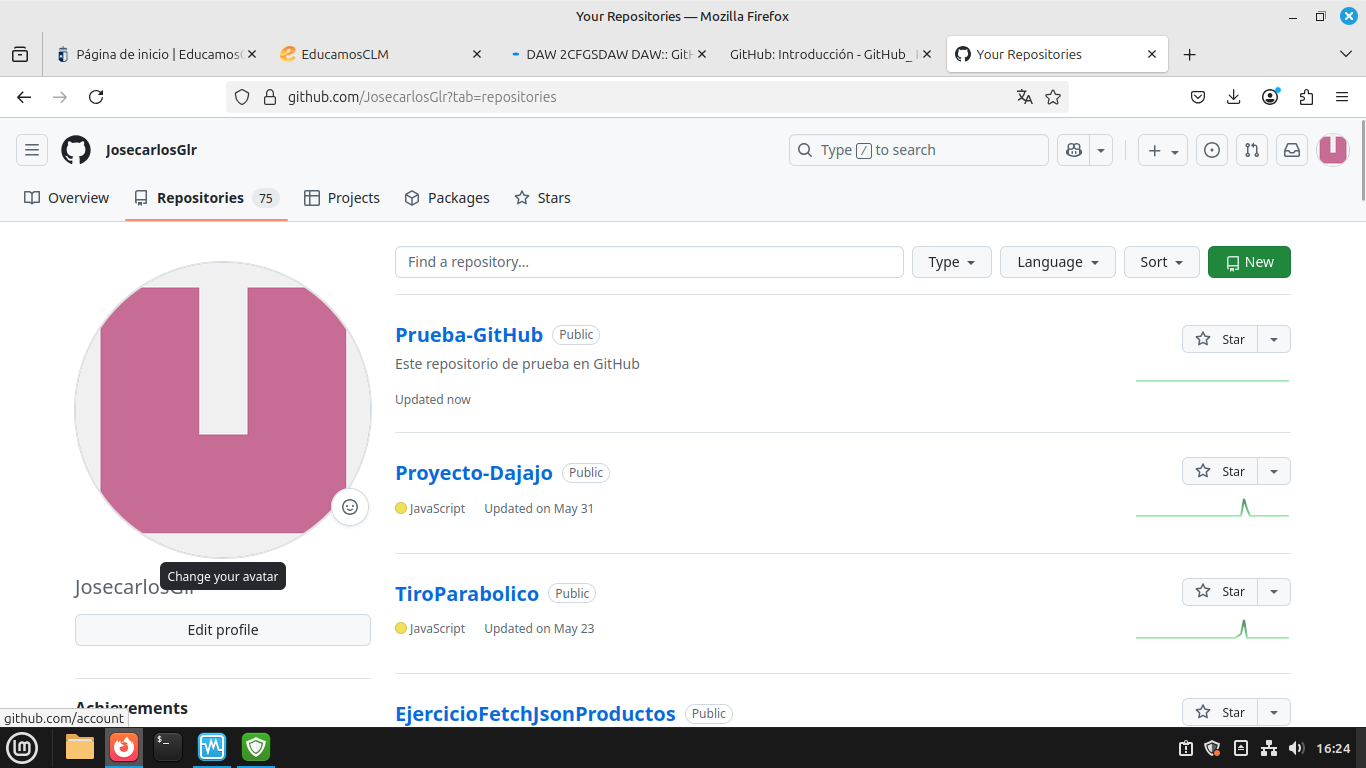 Your Repositories — Mozilla Firefox
Página de inicio | Educamos
EducamosCLM
DAW 2CFGSDAW DAW:: GitH
GitHub: Introducción - GitHub_
Your Repositories
github.com/JosecarlosGlr?tab=repositories
JosecarlosGlr
Type / to search
Overview
Repositories 75
Projects
Packages
Stars
Find a repository...
Type
Language
Sort
New
Prueba-GitHub Public
Star
Este repositorio de prueba en GitHub
Updated now
Proyecto-Dajajo Public
Star
JavaScript Updated on May 31
Change your avatar
JosecarlosGlr
Edit profile
TiroParabolico Public
Star
JavaScript Updated on May 23
Achievements
EjercicioFetchJsonProductos Public
Star
github.com/account
$_
16:24